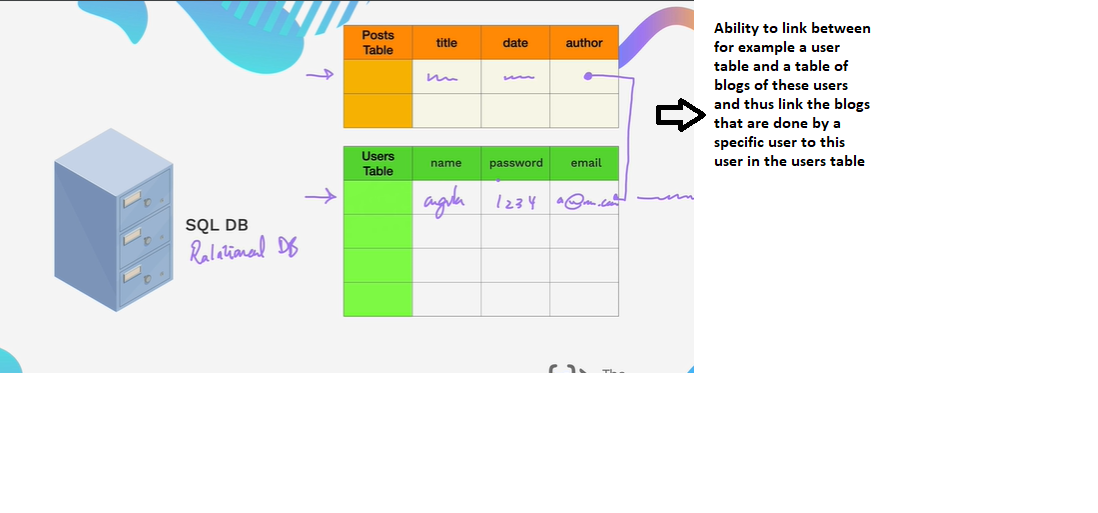 Posts
Table
title
date
author
Users
Table
name
password
email
1234
SQL DB
Relational DB
Ability to link between
for example a user
table and a table of
blogs of these users
and thus link the blogs
that are done by a
specific user to this
user in the users table